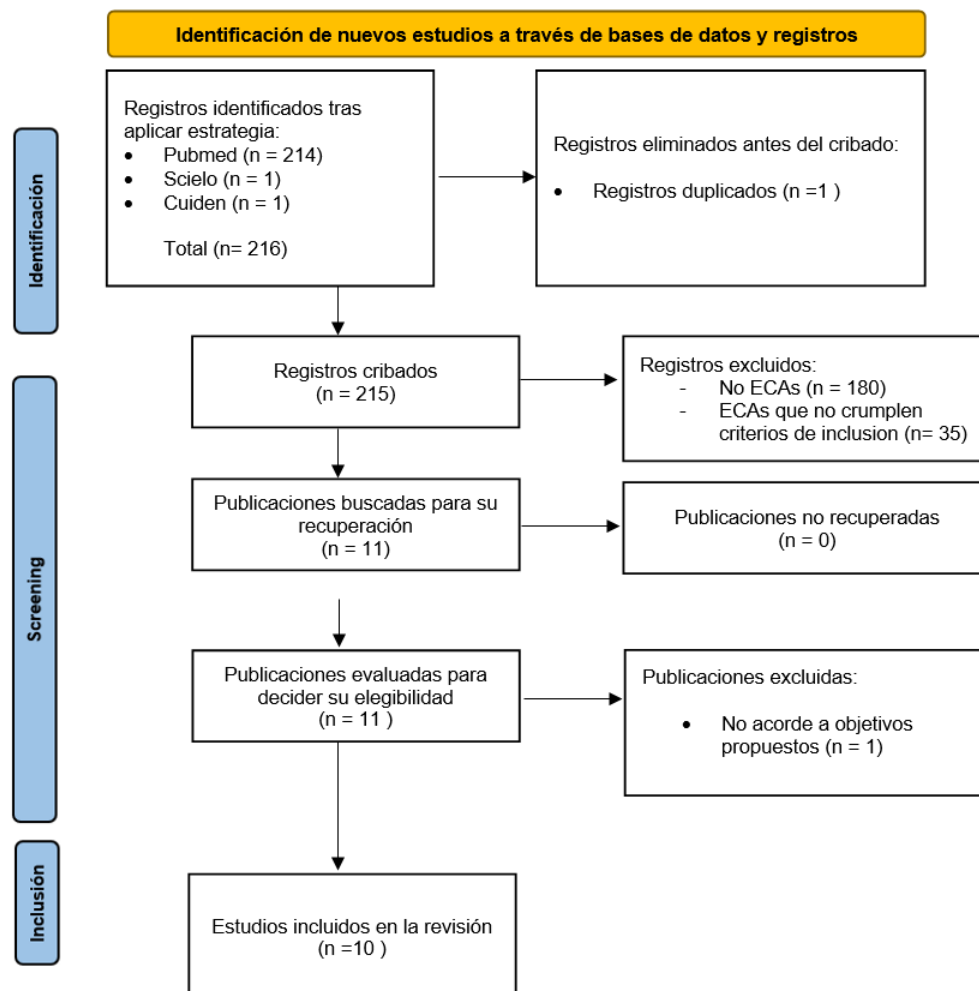 Identificación de nuevos estudios a través de bases de datos y registros
Identificación
Registros identificados tras
aplicar estrategia:
• Pubmed (n = 214)
• Scielo (n = 1)
• Cuiden (n = 1)
Total (n= 216)
Registros eliminados antes del cribado:
• Registros duplicados (n =1 )
Screening
Registros cribados
(n = 215)
Registros excluidos:
- No ECAs (n = 180)
- ECAs que no crumplen
criterios de inclusion (n= 35)
Publicaciones buscadas para su
recuperación
(n = 11)
Publicaciones no recuperadas
(n = 0)
Publicaciones evaluadas para
decider su elegibilidad
(n = 11 )
Publicaciones excluidas:
• No acorde a objetivos
propuestos (n = 1)
Inclusión
Estudios incluidos en la revisión
(n =10 )